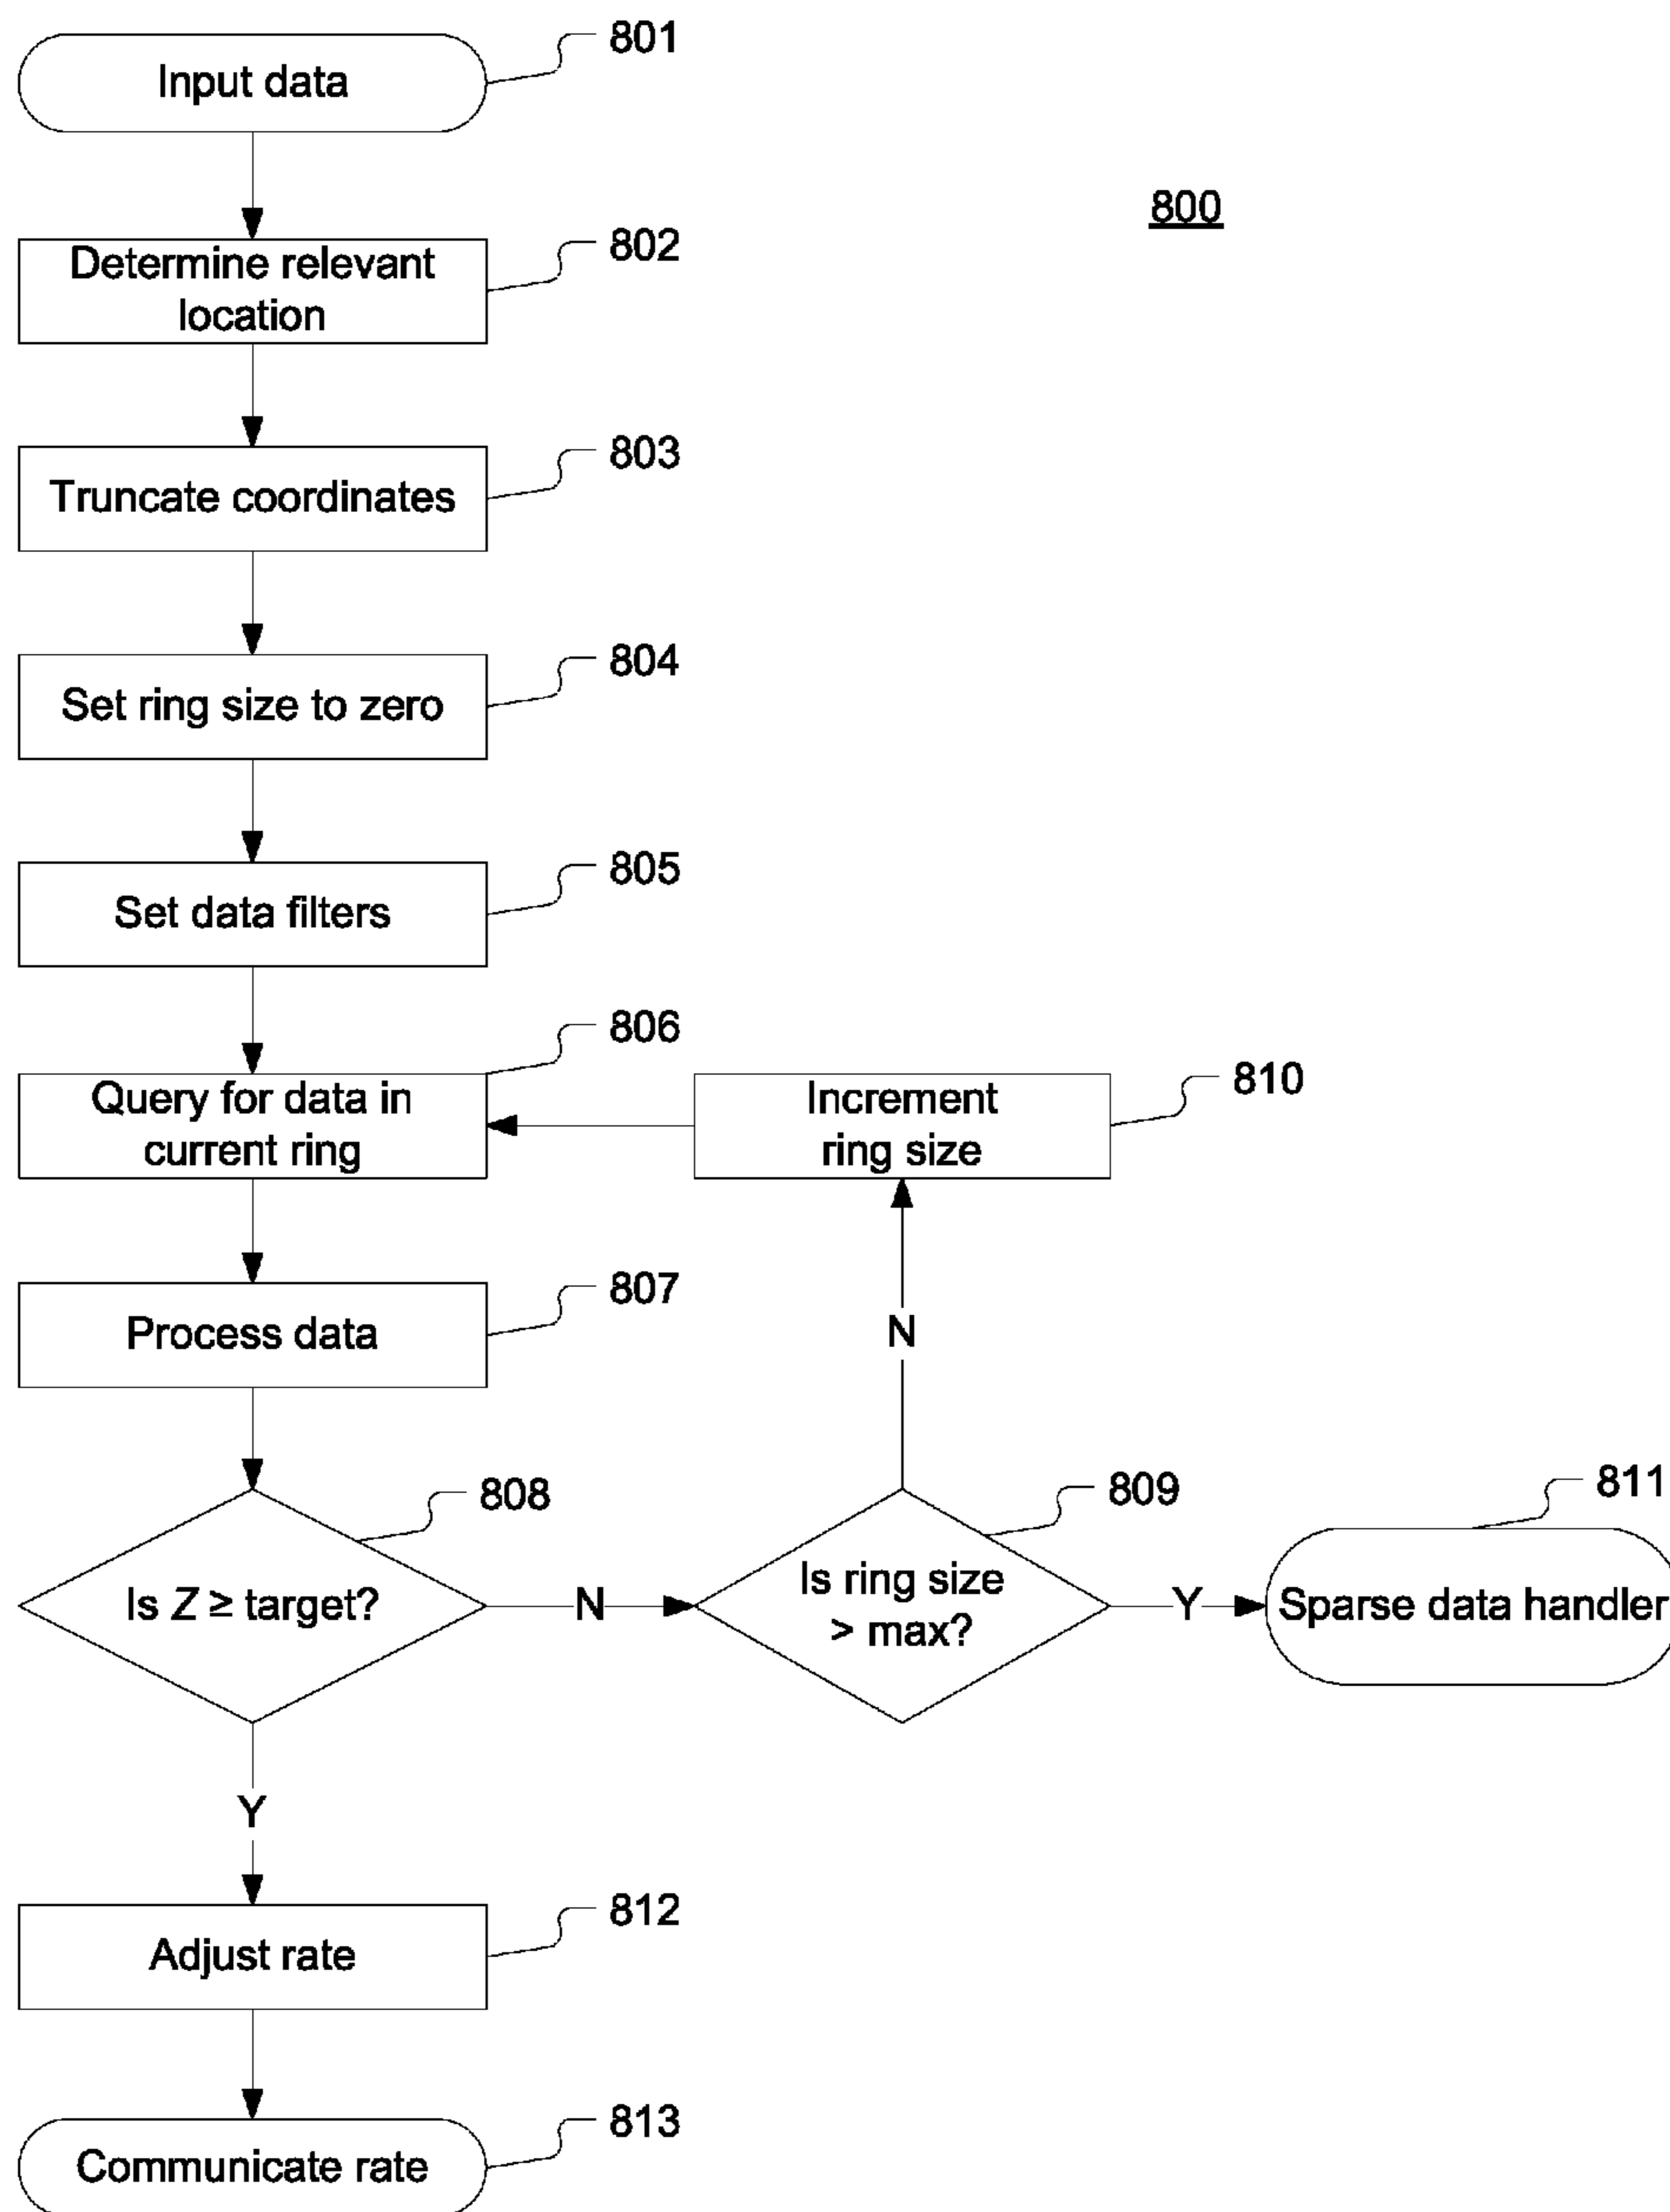 801
Input data
800
802
Determine relevant
location
803
Truncate coordinates
804
Set ring size to zero
805
Set data filters
806
Query for data in
current ring
810
Increment
ring size
807
Process data
N
808
Is Z ≥ target?
N
809
Is ring size
> max?
Y
811
Sparse data handler
Y
812
Adjust rate
813
Communicate rate